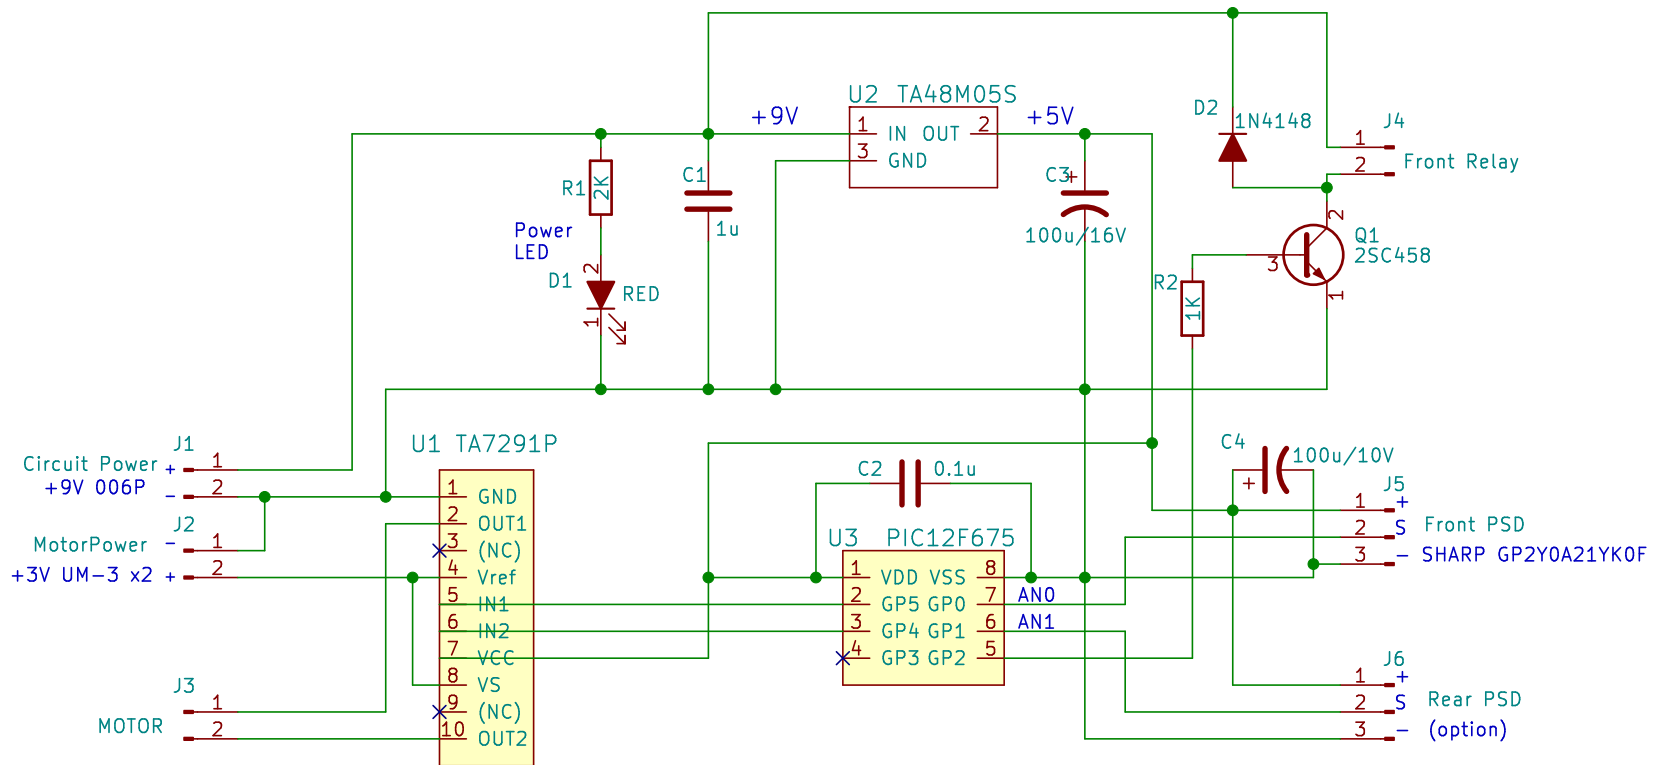 +9V
U2 TA48M05S
+5V
1 IN OUT 2
3 GND
D2
1N4148
J4
1
2
Front Relay
R1
2K
C1
1u
C3
+
100u/16V
Power
LED
2
D1
RED
1
2
Q1
2SC458
3
1
R2
1K
J1
Circuit Power + 1
+9V 006P - 2
J2
MotorPower - 1
+3V UM-3 x2 + 2
J3
1
MOTOR
2
U1 TA7291P
1 GND
2 OUT1
3 (NC)
4 Vref
5 IN1
6 IN2
7 VCC
8 VS
9 (NC)
10 OUT2
C2 0.1u
U3 PIC12F675
1 VDD VSS 8
2 GP5 GP0 7
3 GP4 GP1 6
4 GP3 GP2 5
AN0
AN1
C4
100u/10V
+
J5
1 +
2 S Front PSD
3 - SHARP GP2Y0A21YK0F
J6
1 +
2 S Rear PSD
3 - (option)